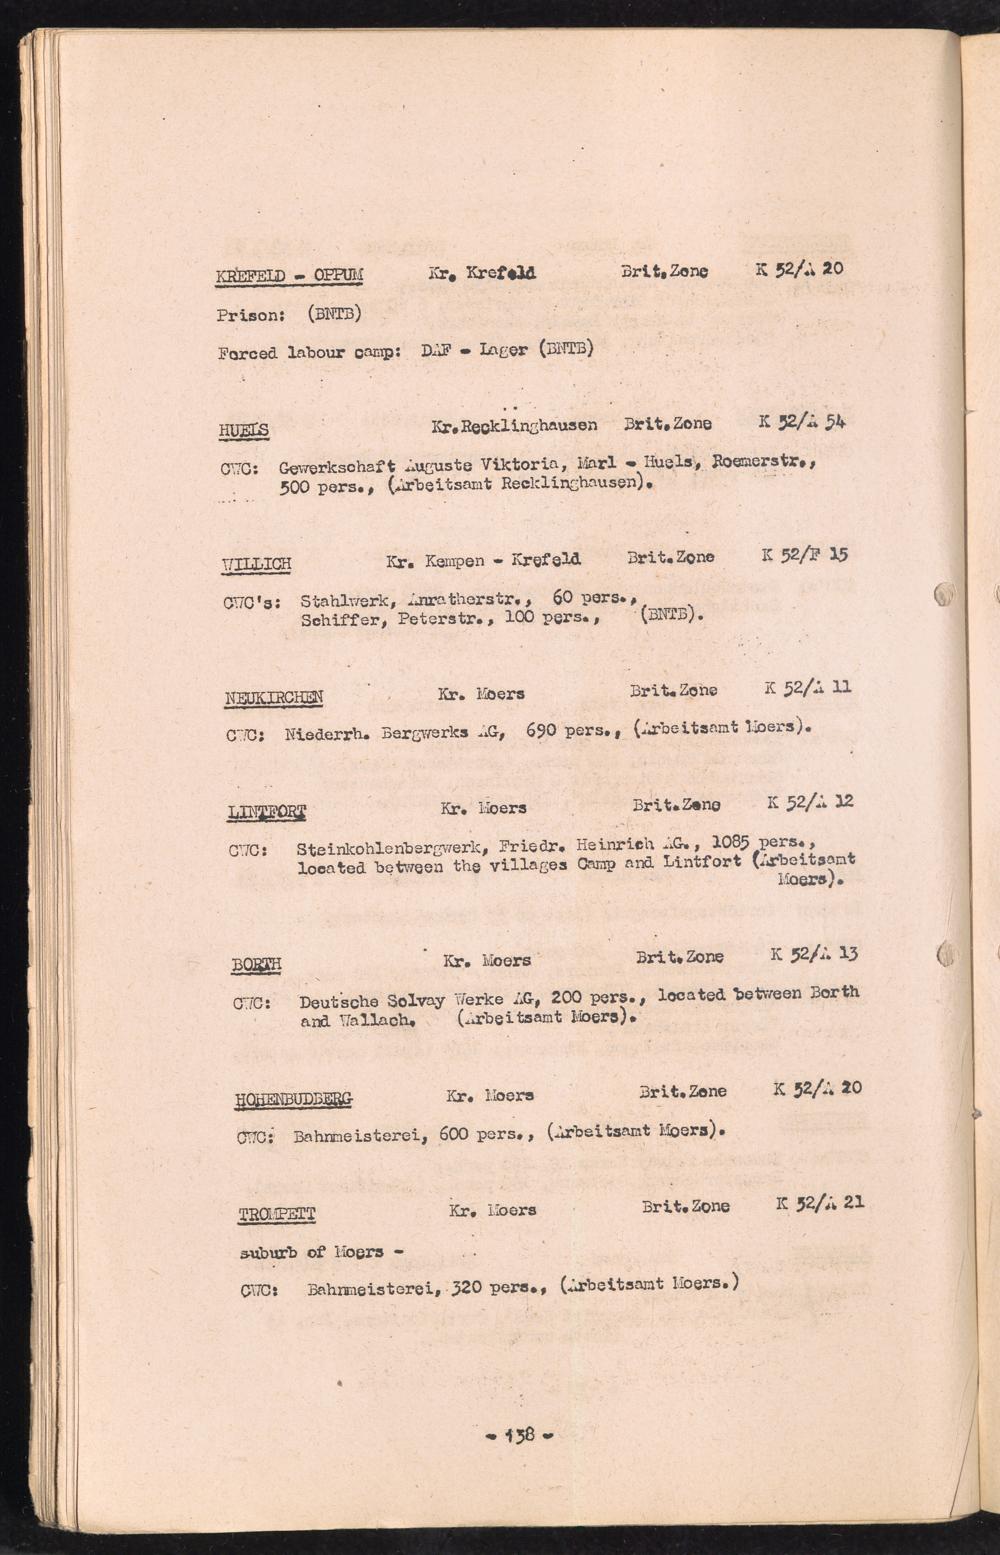 KREFELD - OPPUM Kr. Krefeld Brit.Zone K 52/A 20
Prison: (BNTB)
Forced labour camp: DAF - Lager (BNTB)
HUELS Kr.Recklinghausen Brit.Zone K 52/A 54
CWC: Gewerkschaft Auguste Viktoria, Marl - Huels, Roemerstr.,
500 pers., (Arbeitsamt Recklinghausen).
WILLICH Kr. Kempen - Krefeld Brit.Zone K 52/F 15
CWC's: Stahlwerk, Anratherstr., 60 pers.,
Schiffer, Peterstr., 100 pers., (BNTB).
NEUKIRCHEN Kr. Moers Brit.Zone K 52/A 11
CWC: Niederrh. Bergwerks AG, 690 pers., (Arbeitsamt Moers).
LINTFORT Kr. Moers Brit.Zone K 52/A 12
CWC: Steinkohlenbergwerk, Friedr. Heinrich AG., 1085 pers.,
located between the villages Camp and Lintfort (Arbeitsamt
Moers).
BORTH Kr. Moers Brit.Zone K 52/A 13
CWC: Deutsche Solvay Werke AG, 200 pers., located between Borth
and Wallach. (Arbeitsamt Moers).
HOHENBUDBERG Kr. Moers Brit.Zone K 52/A 20
CWC: Bahnmeisterei, 600 pers., (Arbeitsamt Moers).
TROMPETT Kr. Moers Brit.Zone K 52/A 21
suburb of Moers -
CWC: Bahnmeisterei, 320 pers., (Arbeitsamt Moers.)
- 138 -